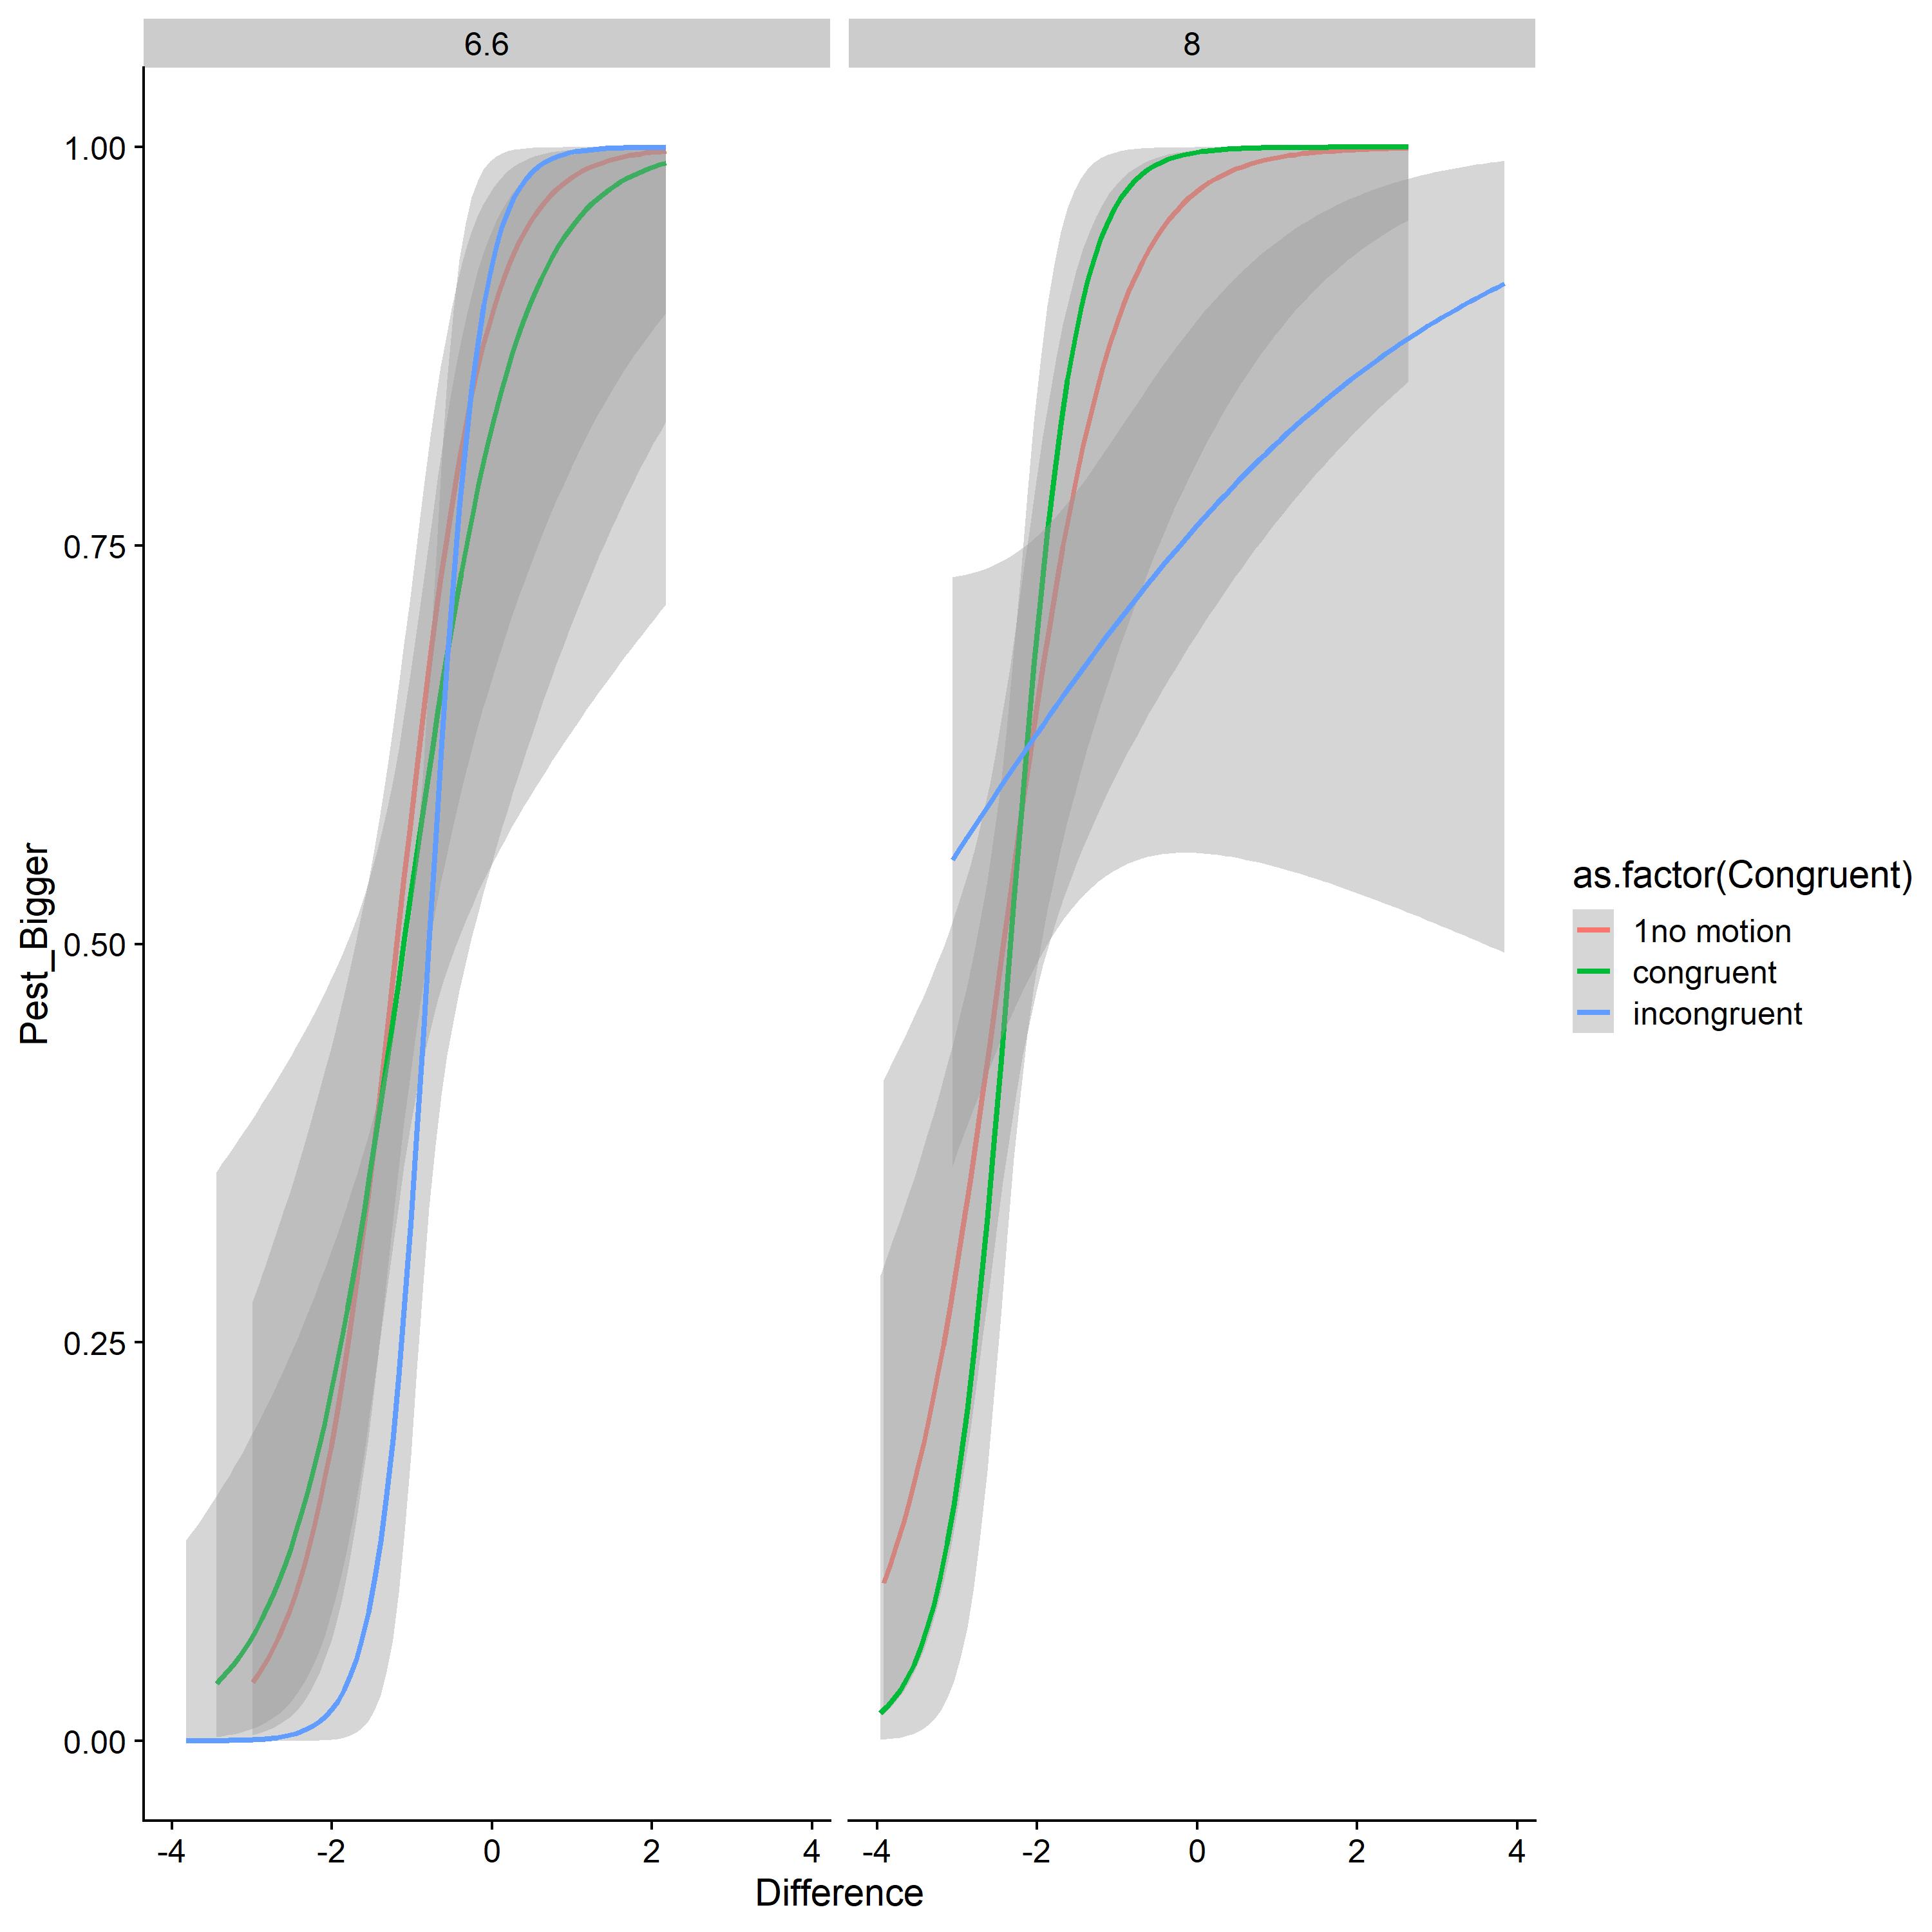 6.6
8
1.00
0.75
0.50
0.25
0.00
Pest_Bigger
-4
-2
0
2
4
-4
-2
0
2
4
Difference
as.factor(Congruent)
1no motion
congruent
incongruent